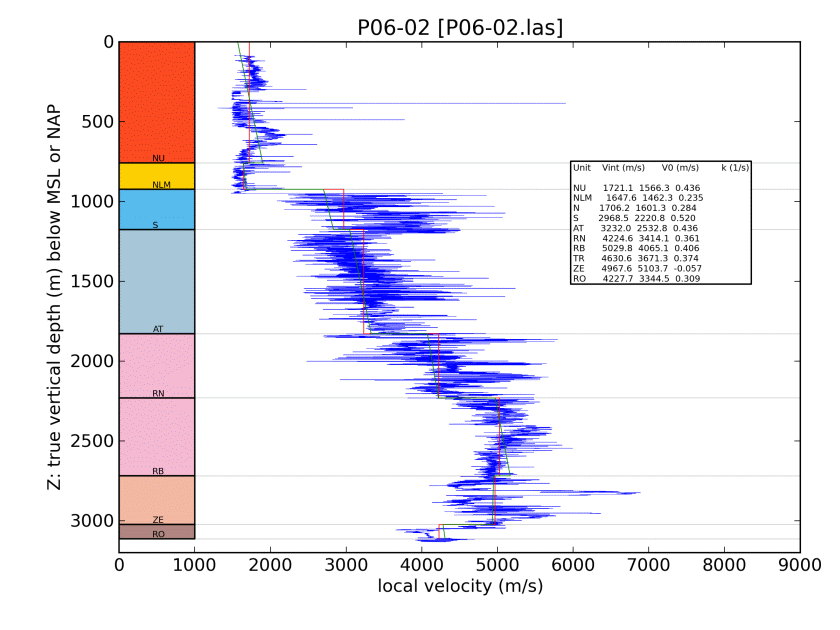 P06-02 [P06-02.las]
Z: true vertical depth (m) below MSL or NAP
0
500
1000
1500
2000
2500
3000
NU
NLM
S
AT
RN
RB
ZE
RO
Unit Vint (m/s) V0 (m/s) k (1/s)
NU 1721.1 1566.3 0.436
NLM 1647.6 1462.3 0.235
N 1706.2 1601.3 0.284
S 2968.5 2220.8 0.520
AT 3232.0 2532.8 0.436
RN 4224.6 3414.1 0.361
RB 5029.8 4065.1 0.406
TR 4630.6 3671.3 0.374
ZE 4967.6 5103.7 -0.057
RO 4227.7 3344.5 0.309
0 1000 2000 3000 4000 5000 6000 7000 8000 9000
local velocity (m/s)